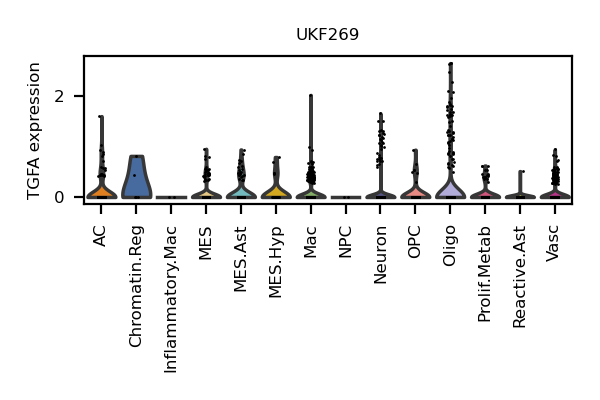 UKF269
TGFA expression
2
0
AC
Chromatin.Reg
Inflammatory.Mac
MES
MES.Ast
MES.Hyp
Mac
NPC
Neuron
OPC
Oligo
Prolif.Metab
Reactive.Ast
Vasc